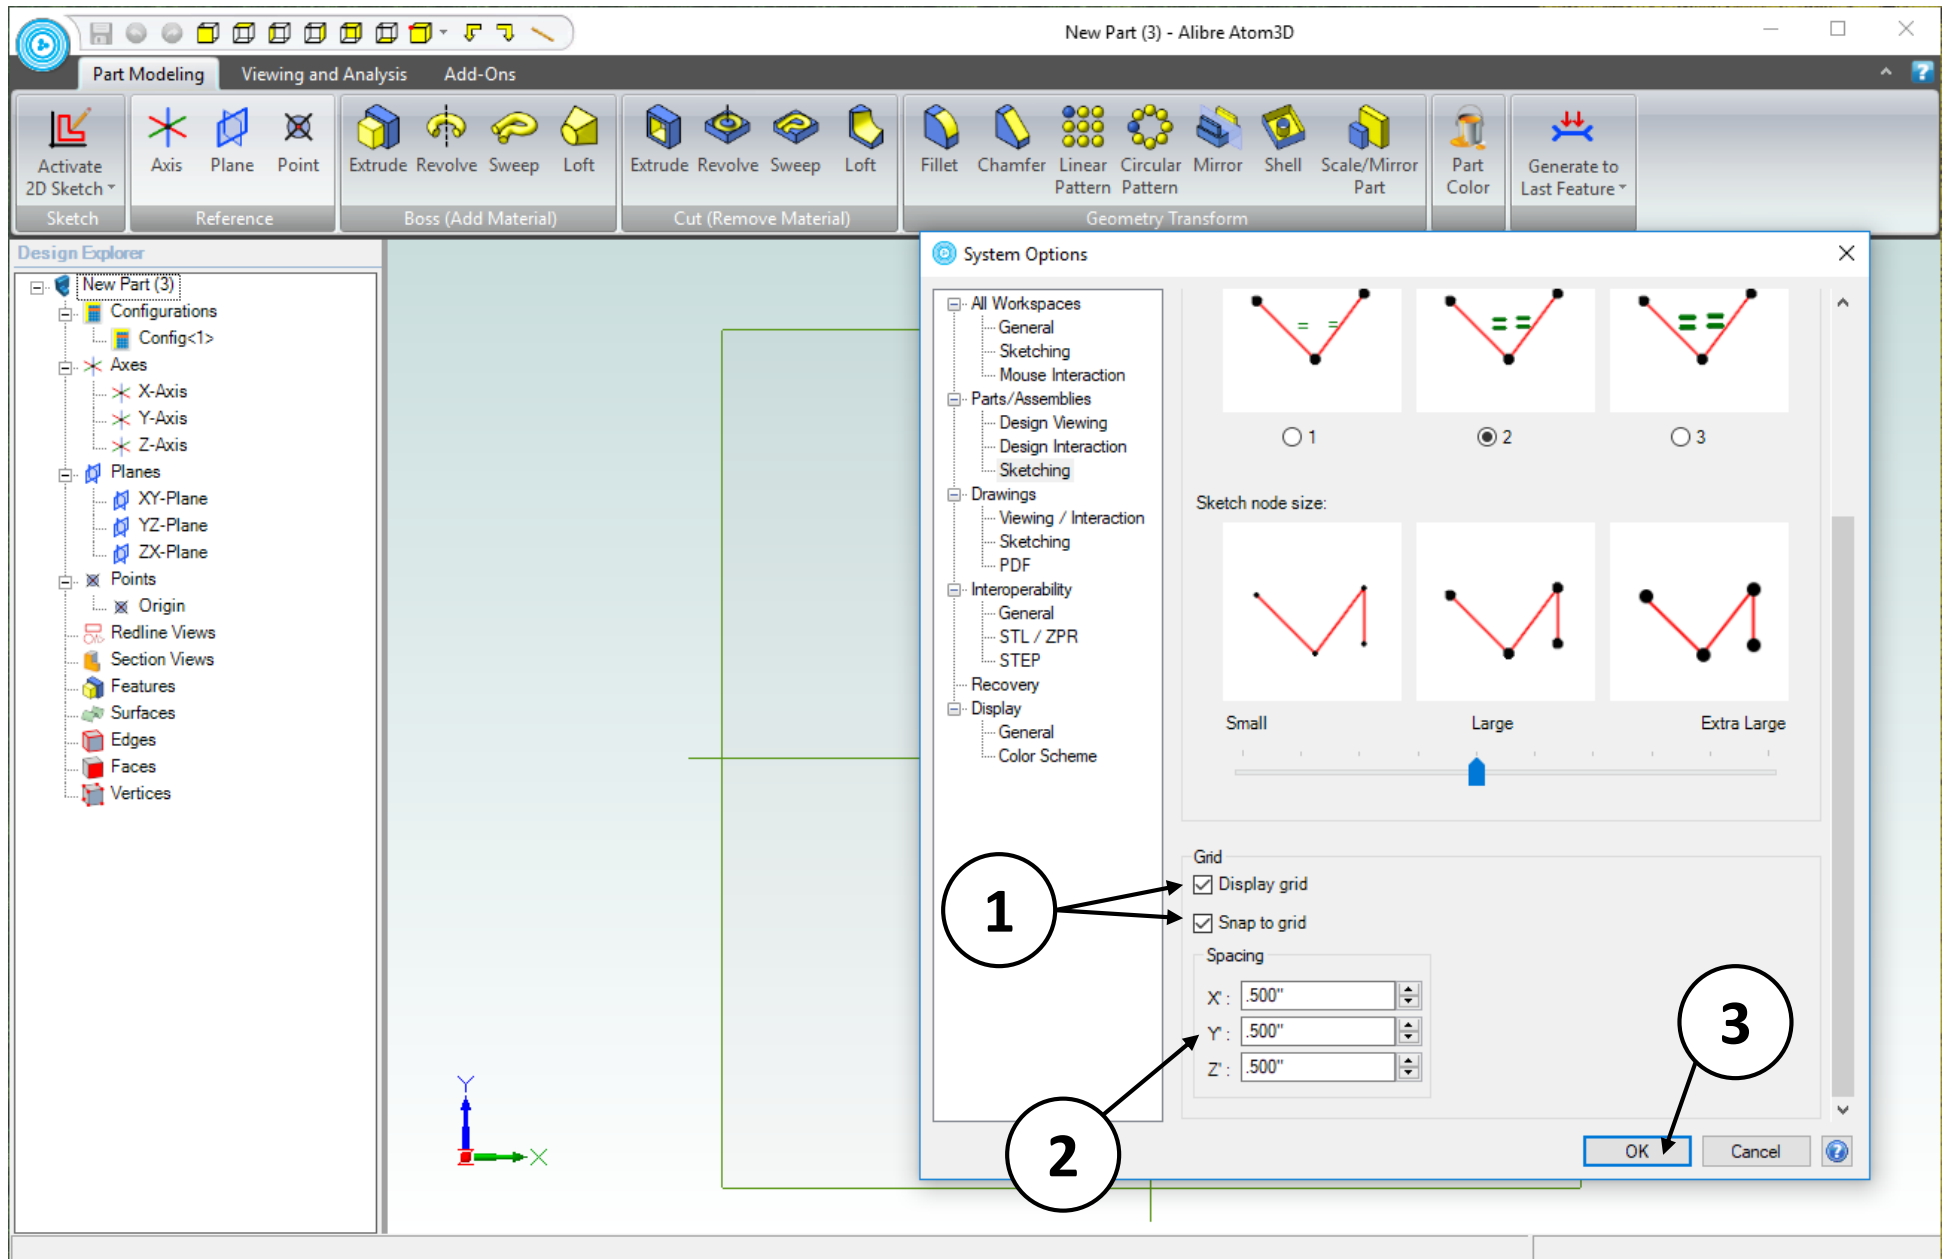 New Part (3) - Alibre Atom3D
Part Modeling
Viewing and Analysis
Add-Ons
Activate
2D Sketch
Axis
Plane
Point
Extrude
Revolve
Sweep
Loft
Extrude
Revolve
Sweep
Loft
Fillet
Chamfer
Linear
Pattern
Circular
Pattern
Mirror
Shell
Scale/Mirror
Part
Part
Color
Generate to
Last Feature
Sketch
Reference
Boss (Add Material)
Cut (Remove Material)
Geometry Transform
Design Explorer
New Part (3)
Configurations
Config<1>
Axes
X-Axis
Y-Axis
Z-Axis
Planes
XY-Plane
YZ-Plane
ZX-Plane
Points
Origin
Redline Views
Section Views
Features
Surfaces
Edges
Faces
Vertices
Y
X
System Options
All Workspaces
General
Sketching
Mouse Interaction
Parts/Assemblies
Design Viewing
Design Interaction
Sketching
Drawings
Viewing / Interaction
Sketching
PDF
Interoperability
General
STL / ZPR
STEP
Recovery
Display
General
Color Scheme
1
2
3
Sketch node size:
Small
Large
Extra Large
Grid
Display grid
Snap to grid
Spacing
X' : .500"
Y' : .500"
Z' : .500"
OK
Cancel
1
2
3